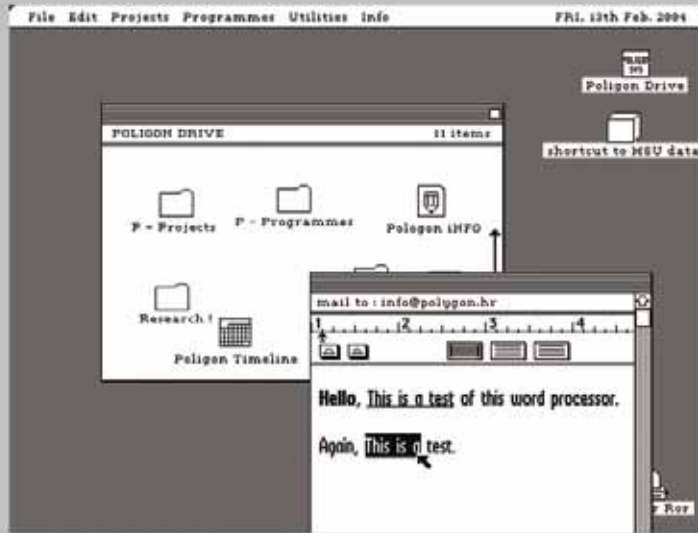 File Edit Projects Programmes Utilities Info FRI, 13th Feb. 2004
Poligon Drive
shortcut to MSU data
POLIGON DRIVE 11 items
P - Projects
P - Programmes
Pologon iNFO
Research !
Poligon Timeline
mail to : info@polygon.hr
1 2 3 4
Hello, This is a test of this word processor.
Again, This is a test.